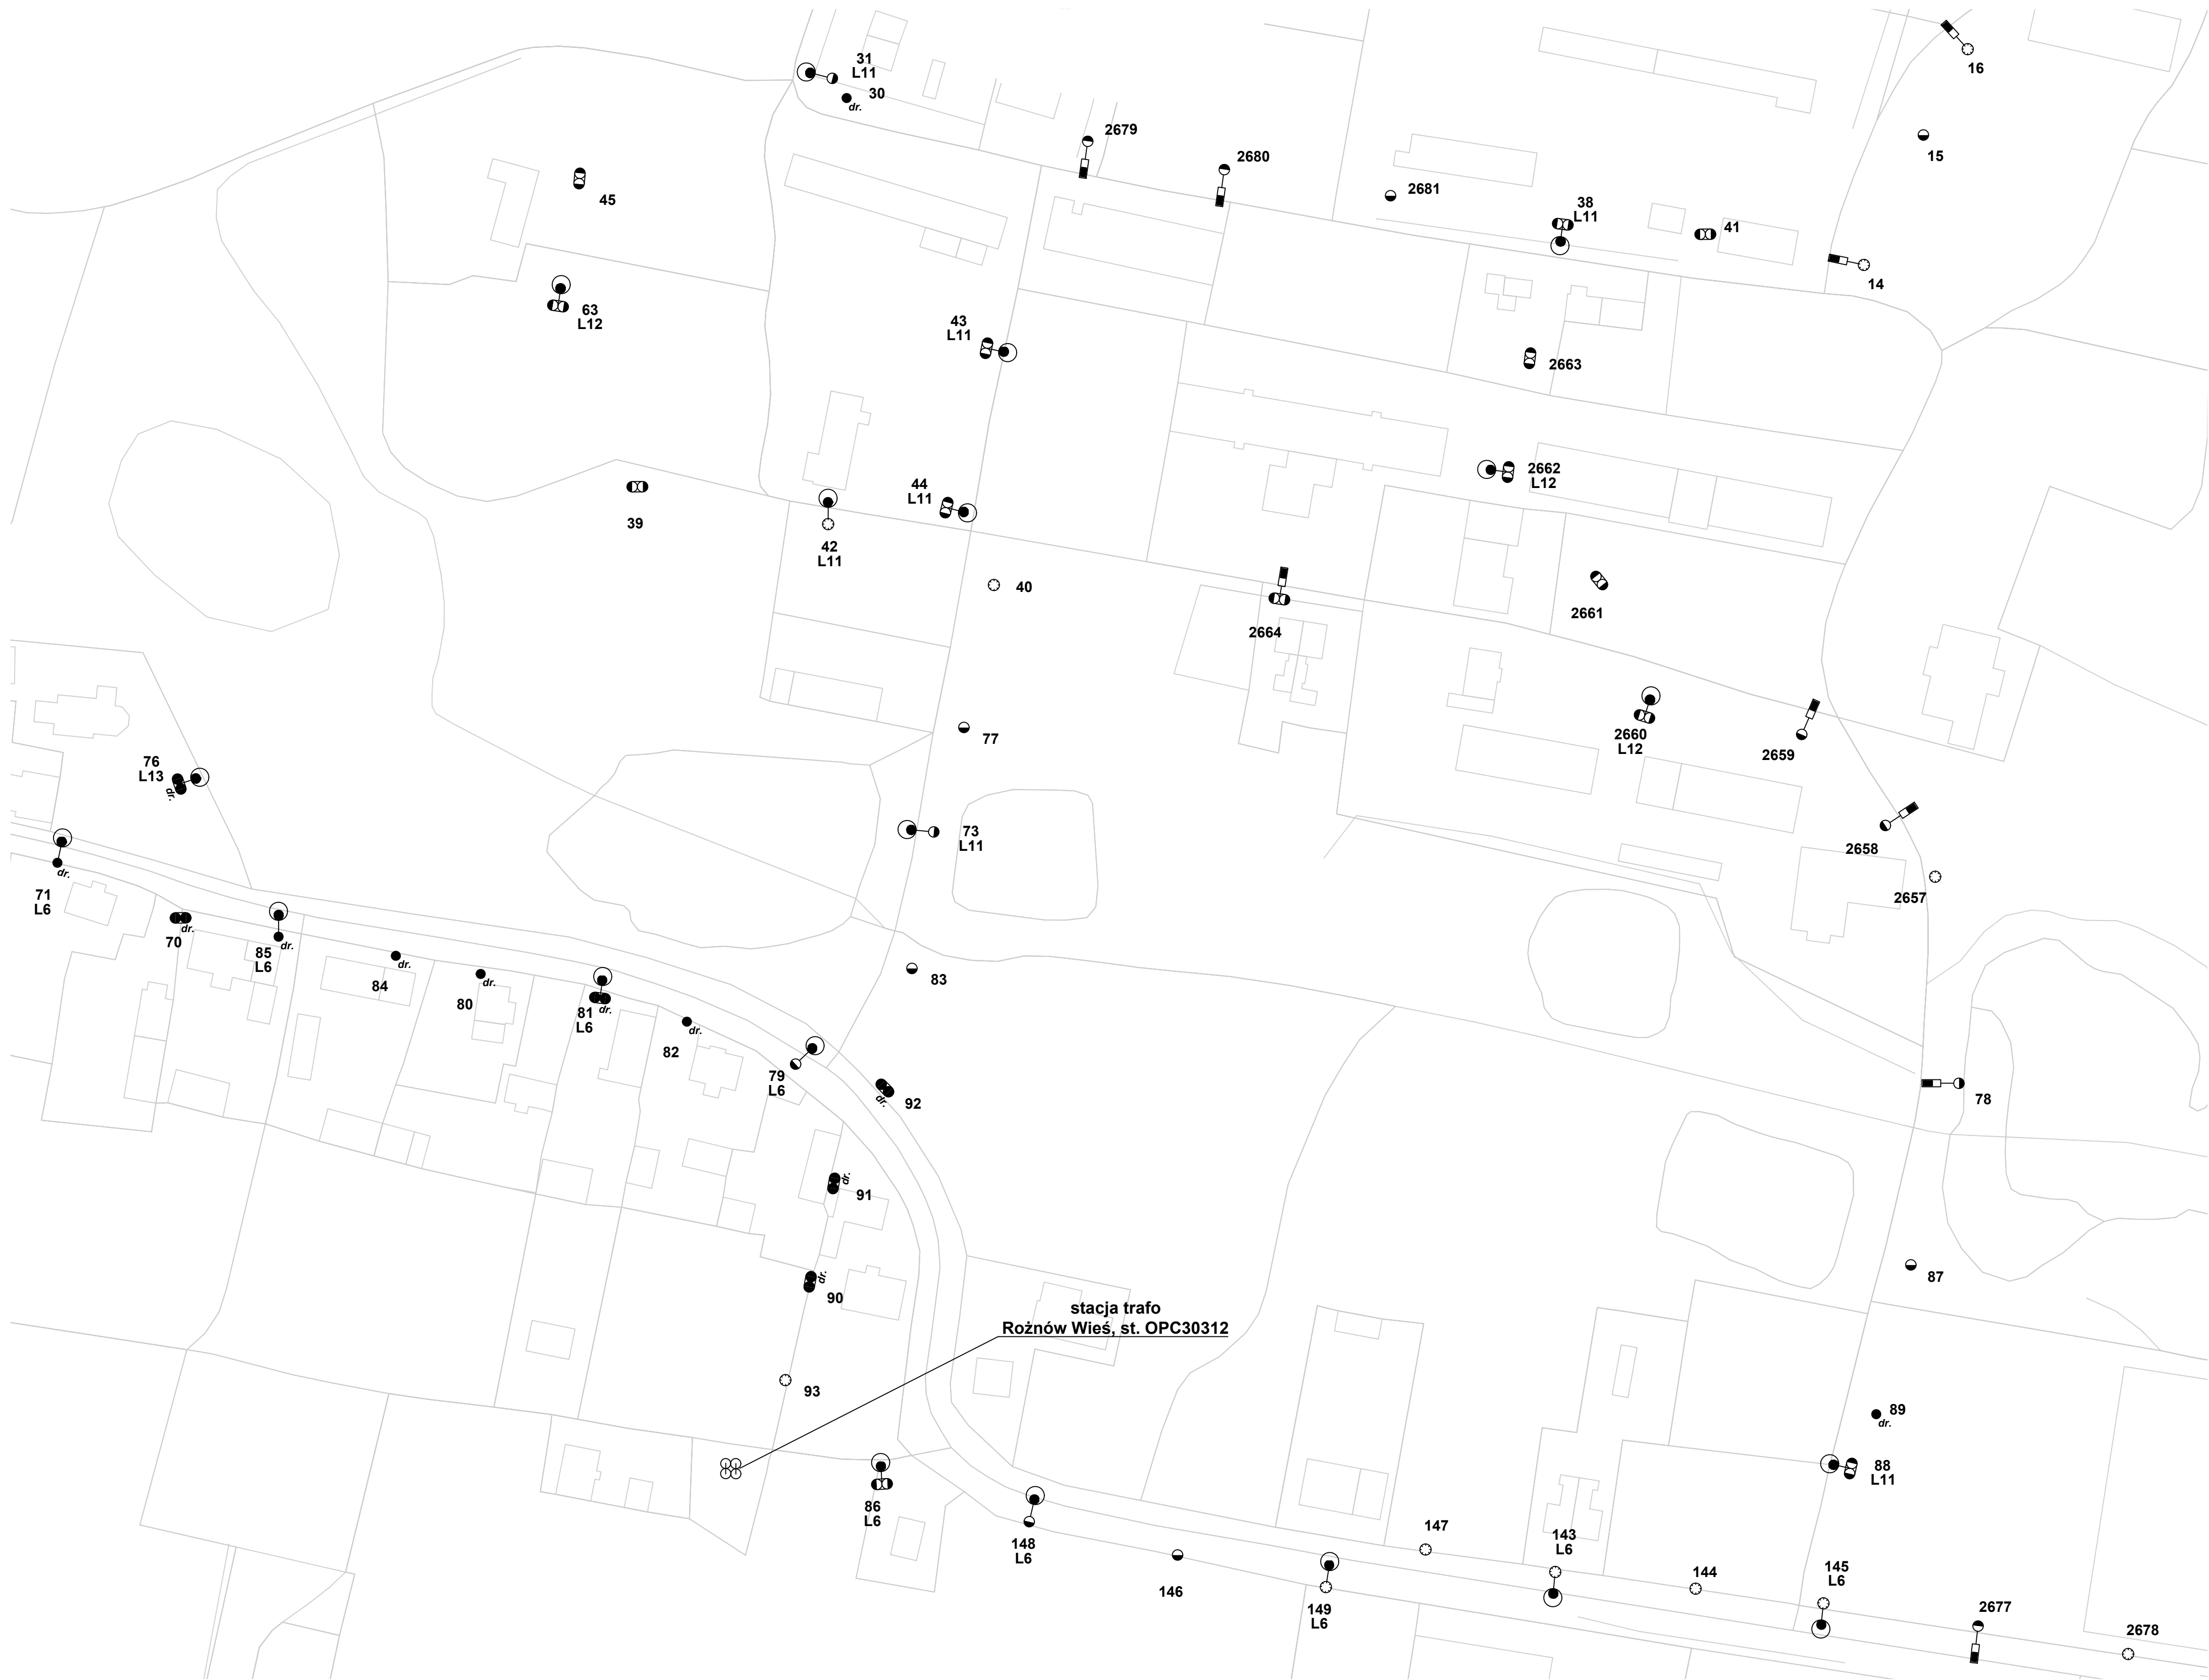 16
31
L11
30
dr.
2679
2680
15
45
2681
38
L11
41
14
63
L12
43
L11
2663
2662
L12
44
L11
39
42
L11
40
2661
2664
77
2660
L12
2659
76
L13
dr.
73
L11
2658
dr.
71
L6
2657
dr.
70
dr.
85
L6
dr.
84
dr.
80
83
dr.
81
L6
dr.
82
79
L6
dr.
92
78
dr.
91
dr.
90
87
stacja trafo
Rożnów Wieś, st. OPC30312
93
89
dr.
88
L11
86
L6
148
L6
147
143
L6
146
144
145
L6
149
L6
2677
2678